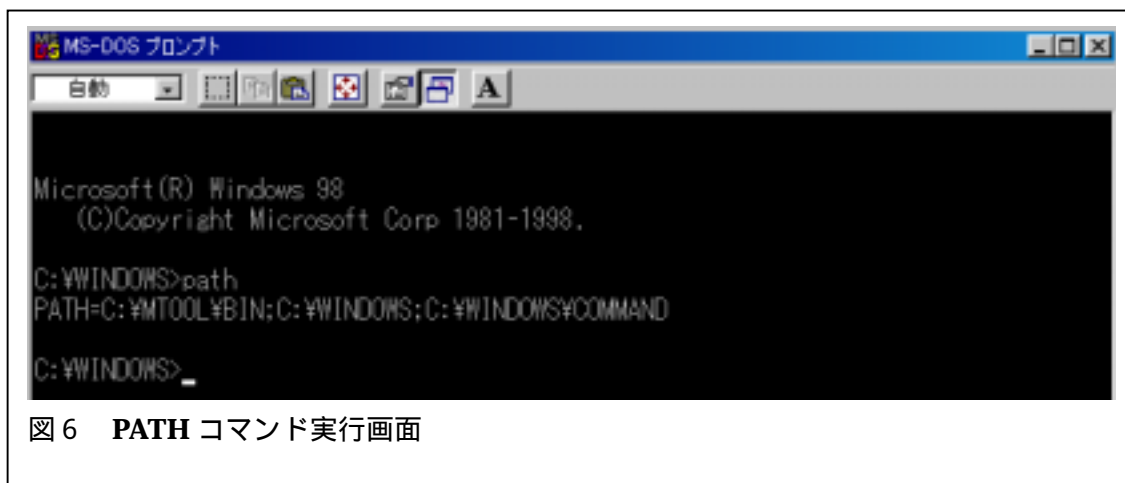 MS-DOS プロンプト
自動
A
Microsoft(R) Windows 98
(C)Copyright Microsoft Corp 1981-1998.
C:¥WINDOWS>path
PATH=C:¥MTOOL¥BIN;C:¥WINDOWS;C:¥WINDOWS¥COMMAND
C:¥WINDOWS>_
図6 PATH コマンド実行画面